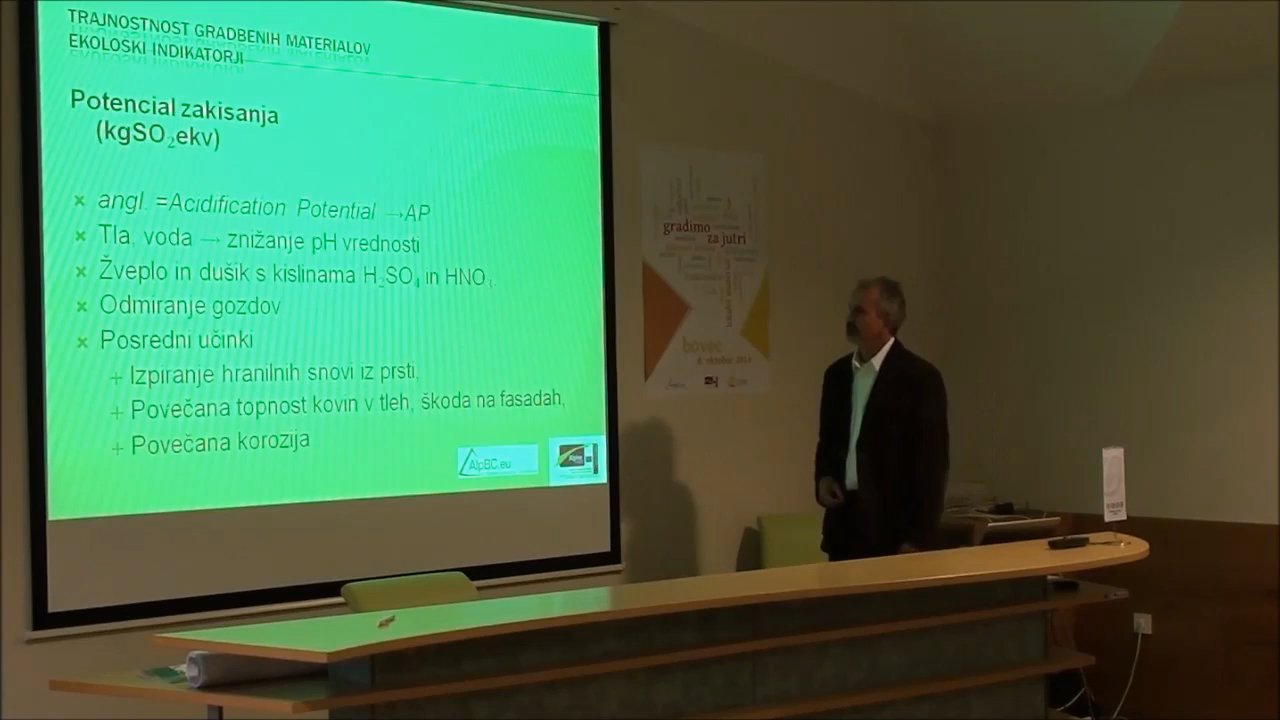 TRAJNOSTNOST GRADBENIH MATERIALOV
EKOLOŠKI INDIKATORJI
Potencial zakisanja
(kgSO₂ekv)
angl. =Acidification Potential →AP
Tla, voda → znižanje pH vrednosti
Žveplo in dušik s kislinama H₂SO₄ in HNO₃.
Odmiranje gozdov
Posredni učinki
+ Izpiranje hranilnih snovi iz prsti,
+ Povečana topnost kovin v tleh, škoda na fasadah,
+ Povečana korozija
AlpBC.eu
gradimo
za jutri
bovec